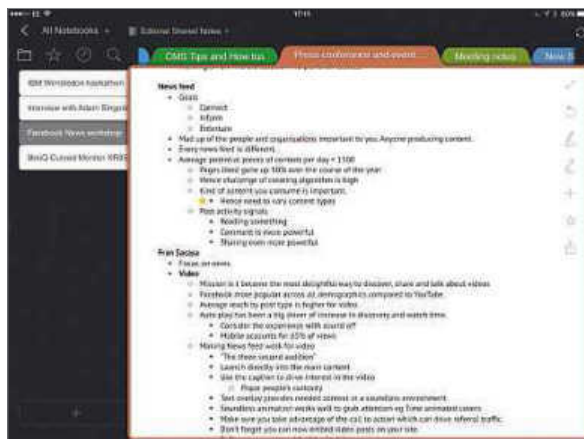 10:15
All Notebooks
Editorial Shared Notes
CMS Tips and How tos
Press conference and event...
Meeting notes
New S
IBM Wimbledon hackathon
Interview with Adam
Facebook News workshop
BenQ Curved Monitor
News feed
Goals
Connect
Inform
Entertain
Mad up of the people and organisations important to you. Anyone producing content.
Every news feed is different.
Average potential pieces of content per day = 1500
Pages liked gone up 50% over the course of the year
Hence challenge of creating algorithm is high
Kind of content you consume is important.
Hence need to vary content types
Post activity signals
Reading something
Comment is more powerful
Sharing even more powerful
Fran
Focus on news
Video
Mission is t become the most delightful way to discover, share and talk about videos
Facebook more popular across all demographics compared to YouTube.
Average reach by post type is higher for video.
Auto play has been a big driver of increase in discovery and watch time.
Consider the experience with sound off
Mobile accounts for 65% of views
Making News feed work for video
"The three second audition"
Launch directly into the main content
Use the caption to drive interest in the video
people's curiosity
Text overlay provides needed context in a soundless environment
Soundless animation works well to grab attention eg Time animated covers
Make sure you take advantage of the call to action which can drive referral traffic.
Don't forget you can now embed video posts on your site.